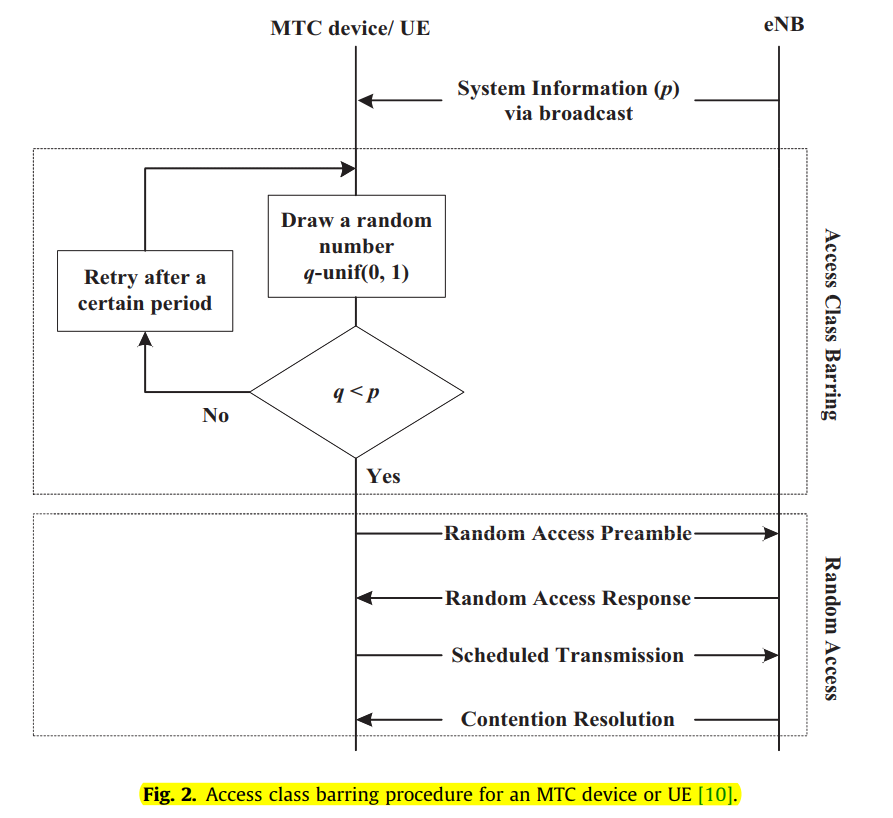 MTC device/ UE
eNB
System Information (p)
via broadcast
Draw a random
number
q-unif(0, 1)
Retry after a
certain period
q < p
No
Yes
Access Class Barring
Random Access Preamble
Random Access Response
Scheduled Transmission
Contention Resolution
Random Access
Fig. 2. Access class barring procedure for an MTC device or UE [10].